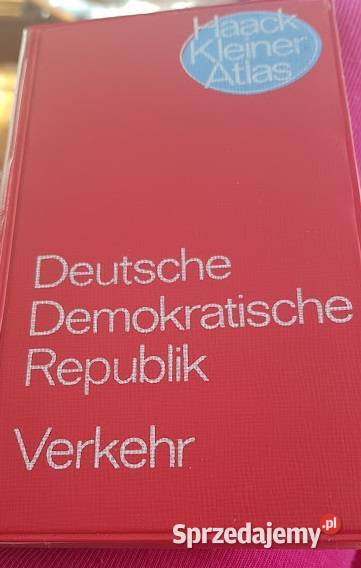 Haack
Kleiner
Atlas
Deutsche
Demokratische
Republik
Verkehr
Sprzedajemy.pl